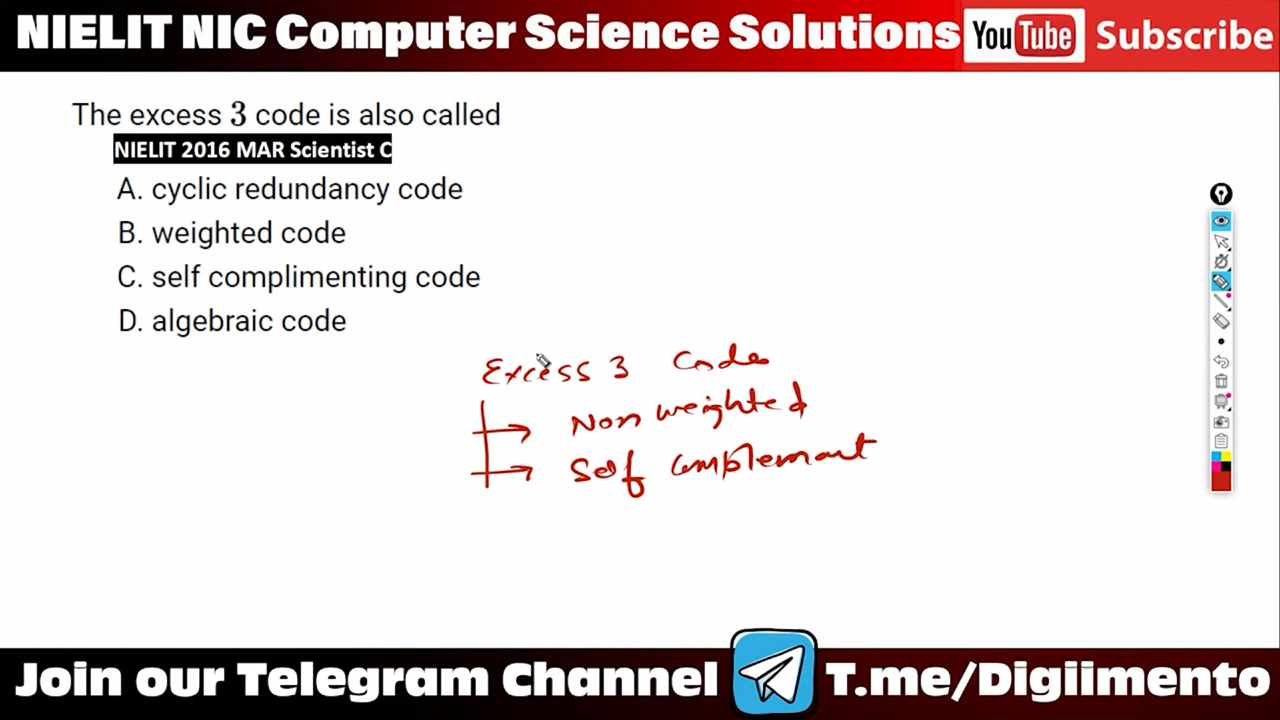 NIELIT NIC Computer Science Solutions YouTube Subscribe
The excess 3 code is also called
NIELIT 2016 MAR Scientist C
A. cyclic redundancy code
B. weighted code
C. self complimenting code
D. algebraic code
Excess 3 Code
Non weighted
Self complement
Join our Telegram Channel T.me/Digiimento